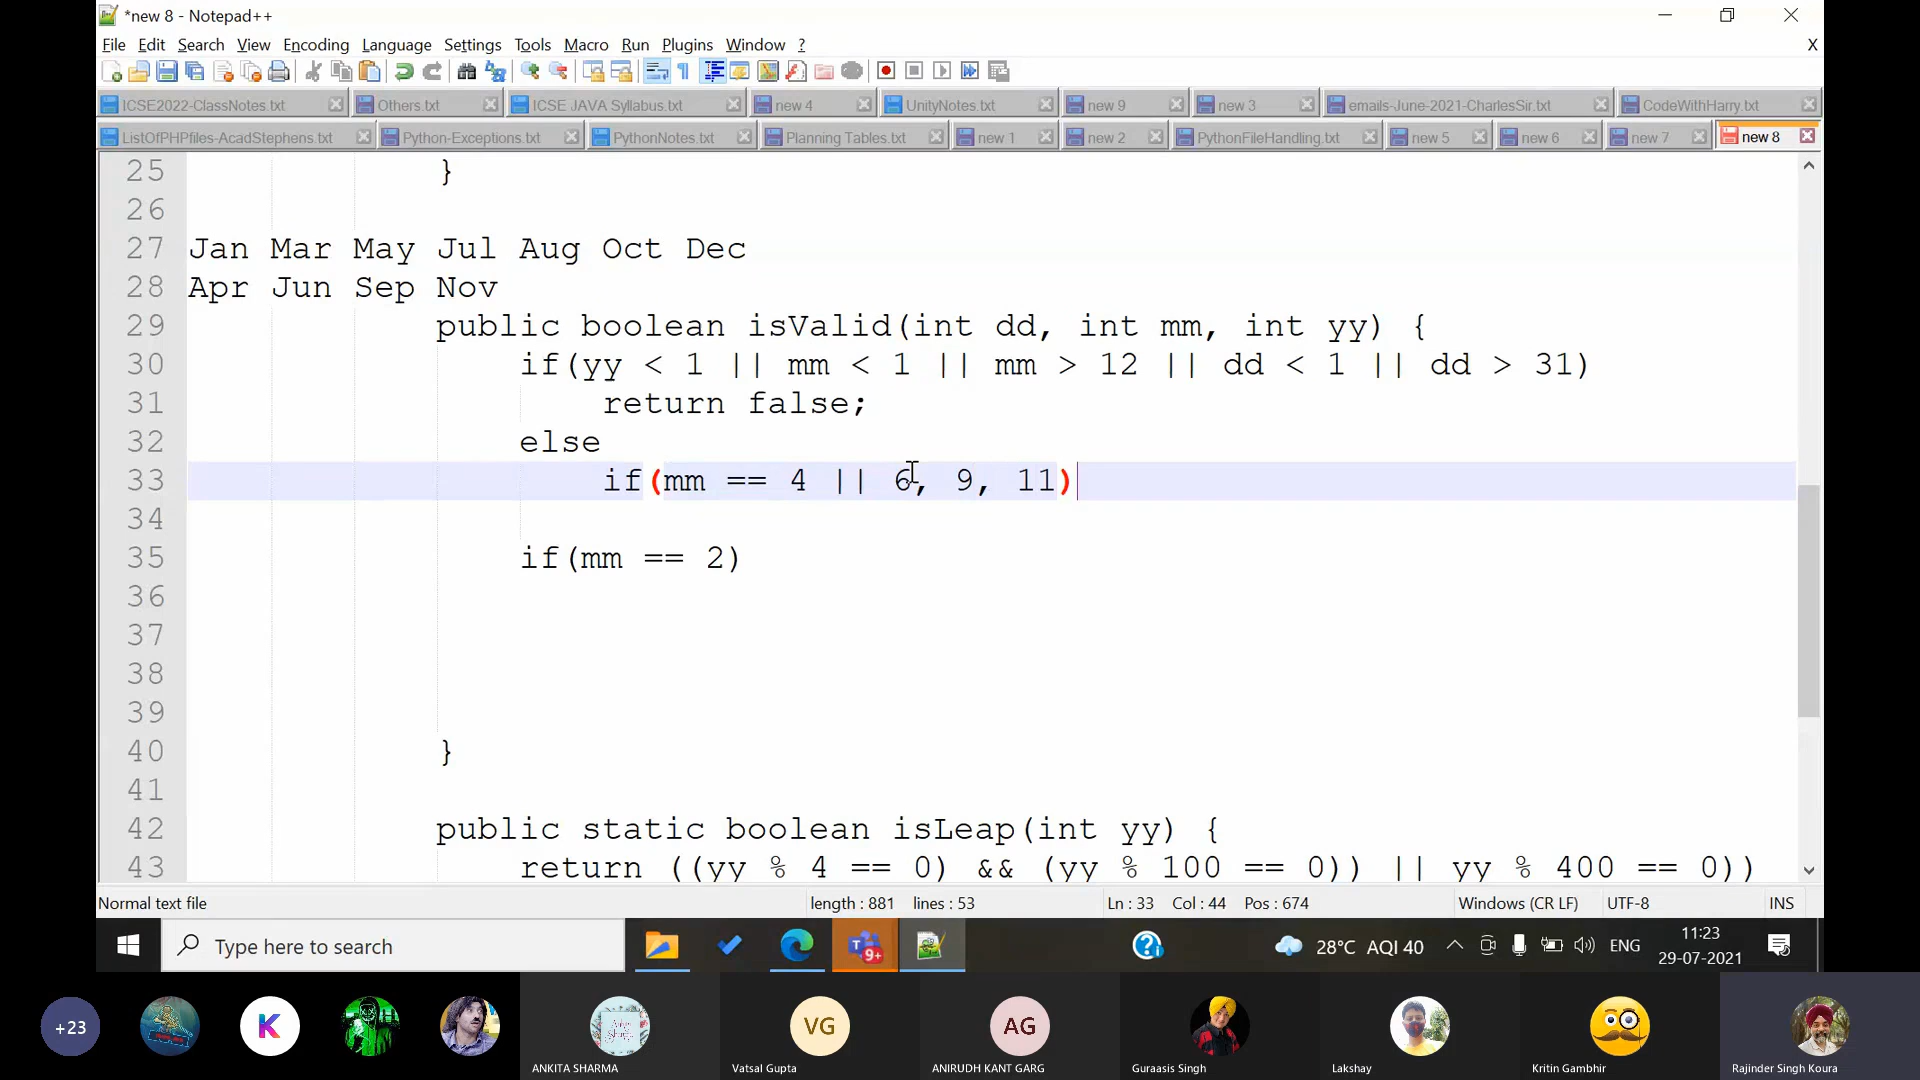 *new 8 - Notepad++
File Edit Search View Encoding Language Settings Tools Macro Run Plugins Window ? X
ICSE2022-ClassNotes.txt Others.txt ICSE JAVA Syllabus.txt new 4 UnityNotes.txt new 9 new 3 emails-June-2021-CharlesSir.txt CodeWithHarry.txt
ListOfPHPfiles-AcadStephens.txt Python-Exceptions.txt PythonNotes.txt Planning Tables.txt new 1 new 2 PythonFileHandling.txt new 5 new 6 new 7 new 8
25 }
26
27 Jan Mar May Jul Aug Oct Dec
28 Apr Jun Sep Nov
29 public boolean isValid(int dd, int mm, int yy) {
30 if(yy < 1 || mm < 1 || mm > 12 || dd < 1 || dd > 31)
31 return false;
32 else
33 if(mm == 4 || 6, 9, 11)
34
35 if(mm == 2)
36
37
38
39
40 }
41
42 public static boolean isLeap(int yy) {
43 return ((yy % 4 == 0) && (yy % 100 == 0)) || yy % 400 == 0))
Normal text file length : 881 lines : 53 Ln : 33 Col : 44 Pos : 674 Windows (CR LF) UTF-8 INS
Type here to search 9+ 28°C AQI 40 ENG 11:23
29-07-2021
+23 K VG AG
ANKITA SHARMA Vatsal Gupta ANIRUDH KANT GARG Guraasis Singh Lakshay Kritin Gambhir Rajinder Singh Koura